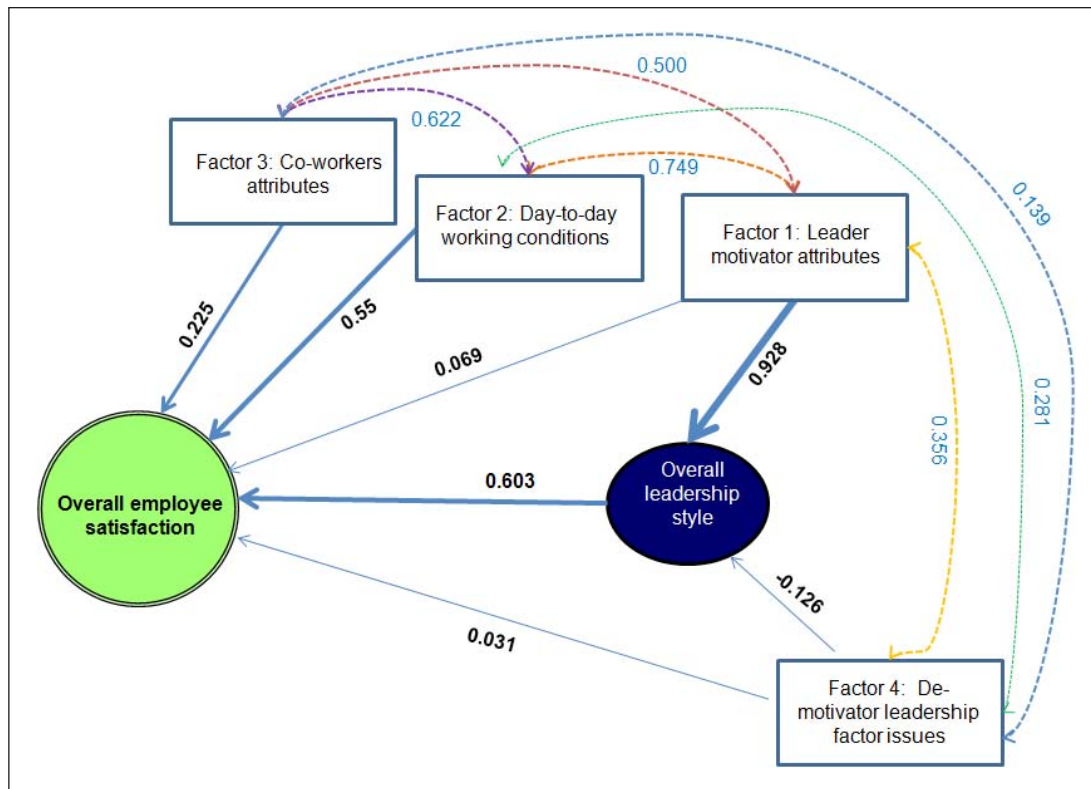 0.500
0.622
Factor 3: Co-workers
attributes
0.749
Factor 2: Day-to-day
working conditions
Factor 1: Leader
motivator attributes
0.139
0.225
0.55
0.069
0.928
0.281
0.356
Overall employee
satisfaction
0.603
Overall
leadership
style
-0.126
0.031
Factor 4:  De-
motivator leadership
factor issues